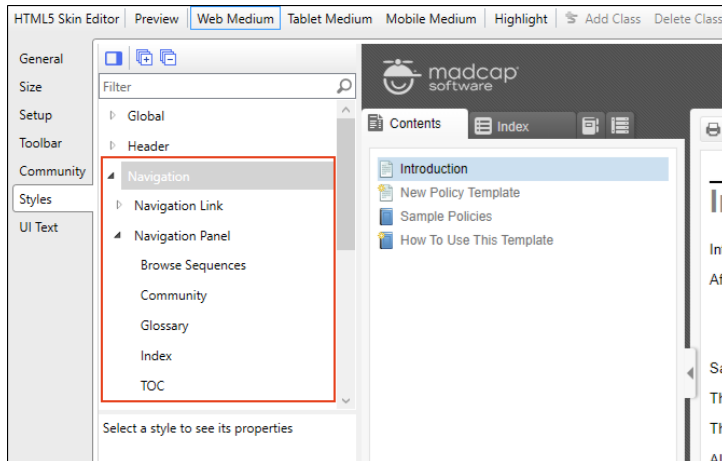 HTML5 Skin Editor Preview Web Medium Tablet Medium Mobile Medium Highlight Add Class Delete Class
General
Size
Setup
Toolbar
Community
Styles
UI Text
Filter
Global
Header
Navigation
Navigation Link
Navigation Panel
Browse Sequences
Community
Glossary
Index
TOC
Select a style to see its properties
madcap
software
Contents
Index
Introduction
New Policy Template
Sample Policies
How To Use This Template